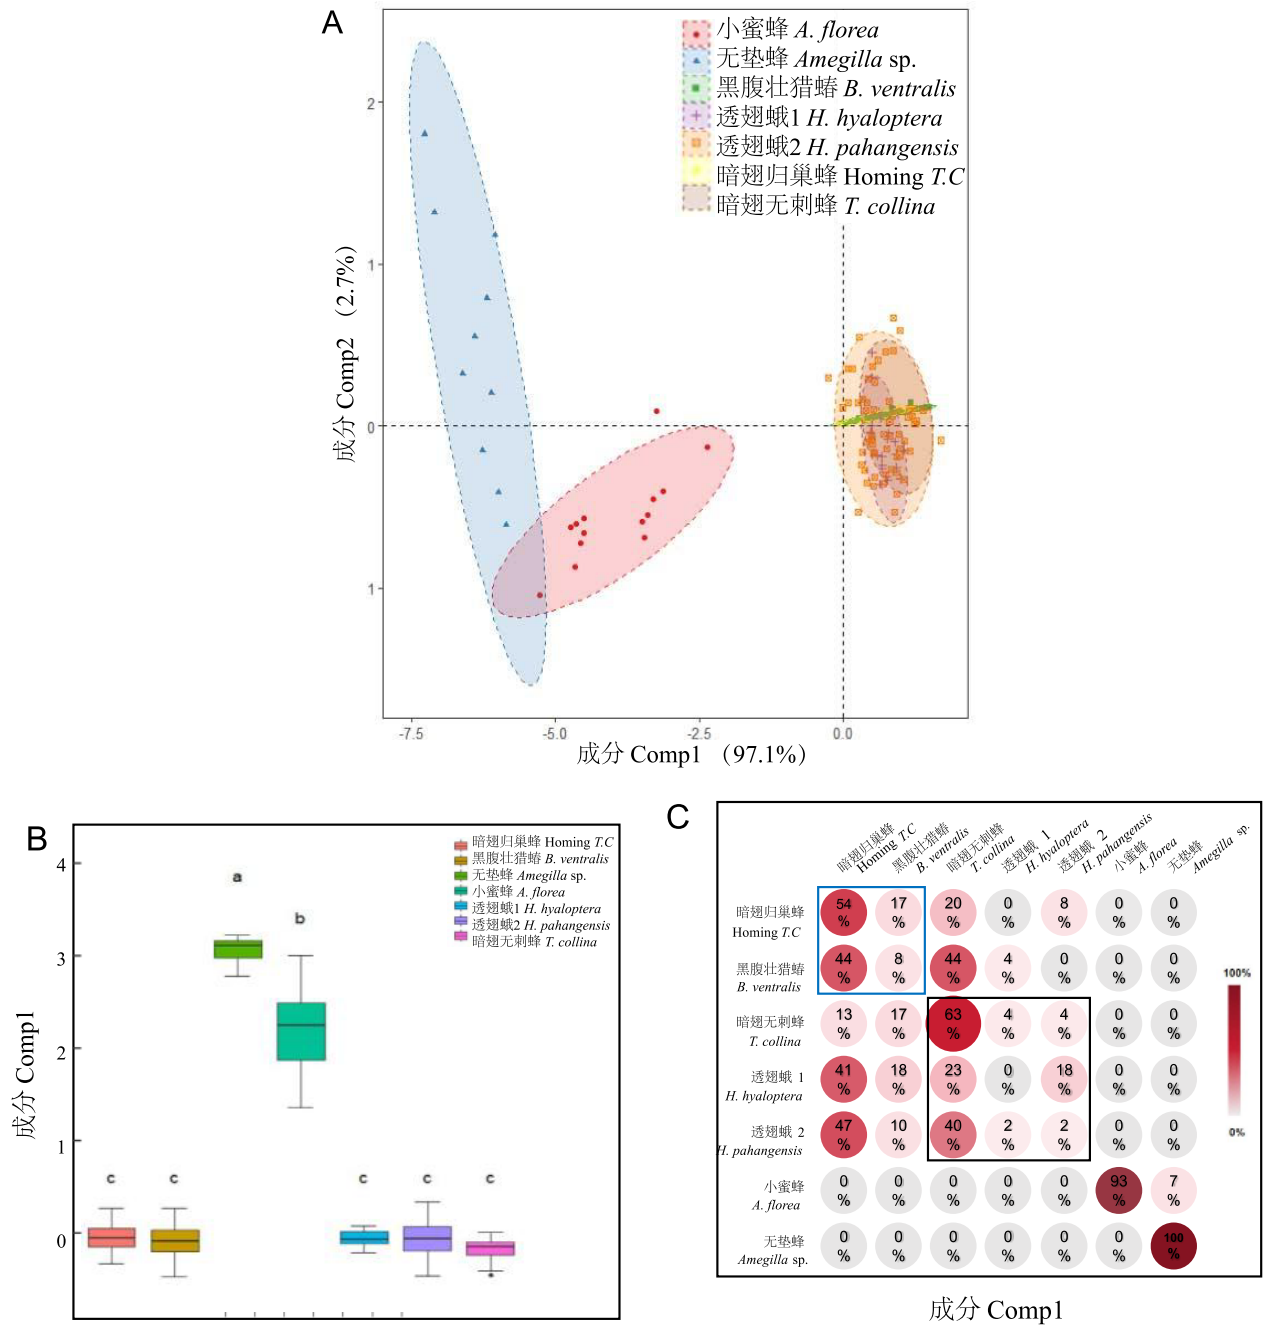 A
小蜜蜂 A. florea
无垫蜂 Amegilla sp.
黑腹壮猎蝽 B. ventralis
透翅蛾1 H. hyaloptera
透翅蛾2 H. pahangensis
暗翅归巢蜂 Homing T.C
暗翅无刺蜂 T. collina
成分 Comp2 （2.7%）
2
1
0
1
-7.5
-5.0
-2.5
0.0
成分 Comp1 （97.1%）
B
暗翅归巢蜂 Homing T.C
黑腹壮猎蝽 B. ventralis
无垫蜂 Amegilla sp.
小蜜蜂 A. florea
透翅蛾1 H. hyaloptera
透翅蛾2 H. pahangensis
暗翅无刺蜂 T. collina
成分 Comp1
4
3
2
1
0
a
b
c c c c c
C
暗翅归巢蜂
Homing T.C
黑腹壮猎蝽
B. ventralis
暗翅无刺蜂
T. collina
透翅蛾 1
H. hyaloptera
透翅蛾 2
H. pahangensis
小蜜蜂
A. florea
无垫蜂
Amegilla sp.
暗翅归巢蜂
Homing T.C
54% 17% 20% 0% 8% 0% 0%
黑腹壮猎蝽
B. ventralis
44% 8% 44% 4% 0% 0% 0%
暗翅无刺蜂
T. collina
13% 17% 63% 4% 4% 0% 0%
透翅蛾 1
H. hyaloptera
41% 18% 23% 0% 18% 0% 0%
透翅蛾 2
H. pahangensis
47% 10% 40% 2% 2% 0% 0%
小蜜蜂
A. florea
0% 0% 0% 0% 0% 93% 7%
无垫蜂
Amegilla sp.
0% 0% 0% 0% 0% 0% 100%
100%
0%
成分 Comp1